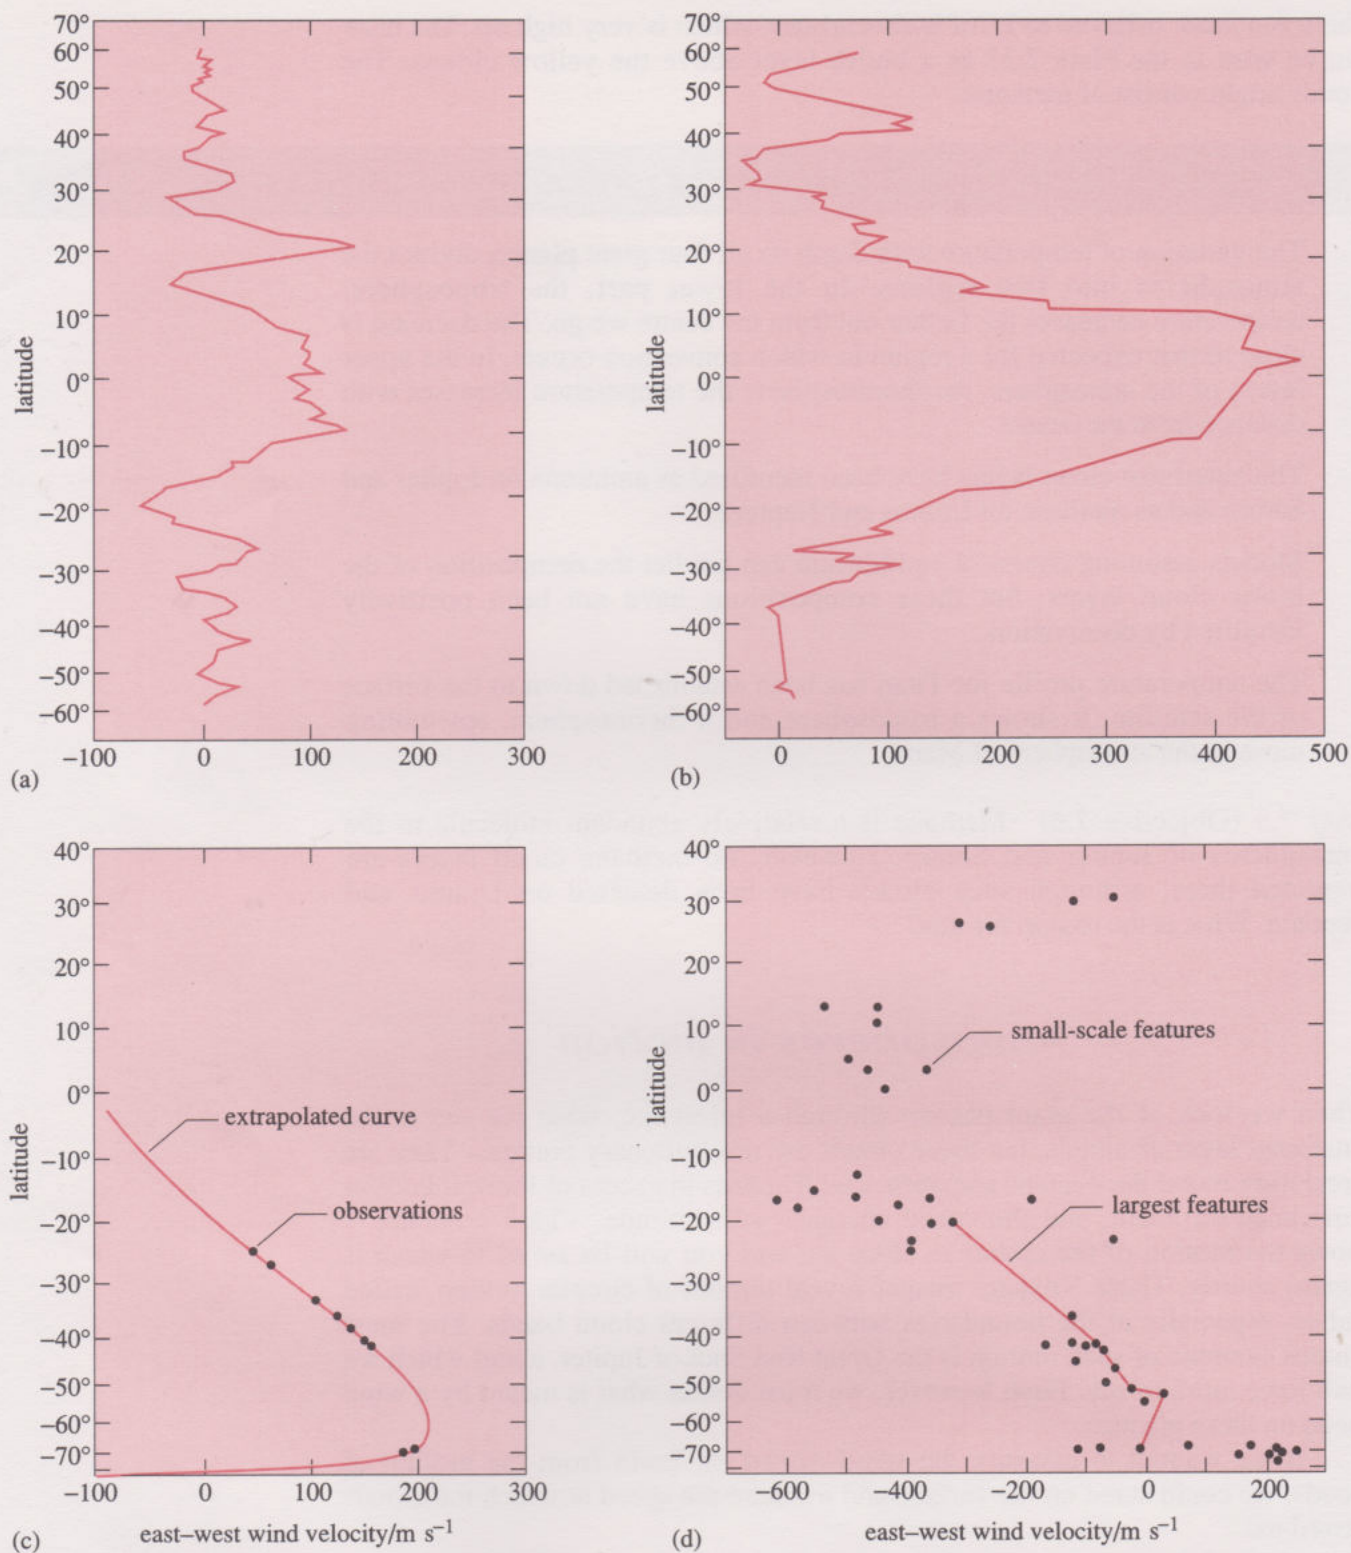 70°
60°
50°
40°
30°
20°
10°
0°
−10°
−20°
−30°
−40°
−50°
−60°
latitude
−100 0 100 200 300
(a)
70°
60°
50°
40°
30°
20°
10°
0°
−10°
−20°
−30°
−40°
−50°
−60°
latitude
0 100 200 300 400 500
(b)
40°
30°
20°
10°
0°
−10°
−20°
−30°
−40°
−50°
−60°
−70°
latitude
extrapolated curve
observations
−100 0 100 200 300
east–west wind velocity/m s⁻¹
(c)
40°
30°
20°
10°
0°
−10°
−20°
−30°
−40°
−50°
−60°
−70°
latitude
small-scale features
largest features
−600 −400 −200 0 200
east–west wind velocity/m s⁻¹
(d)